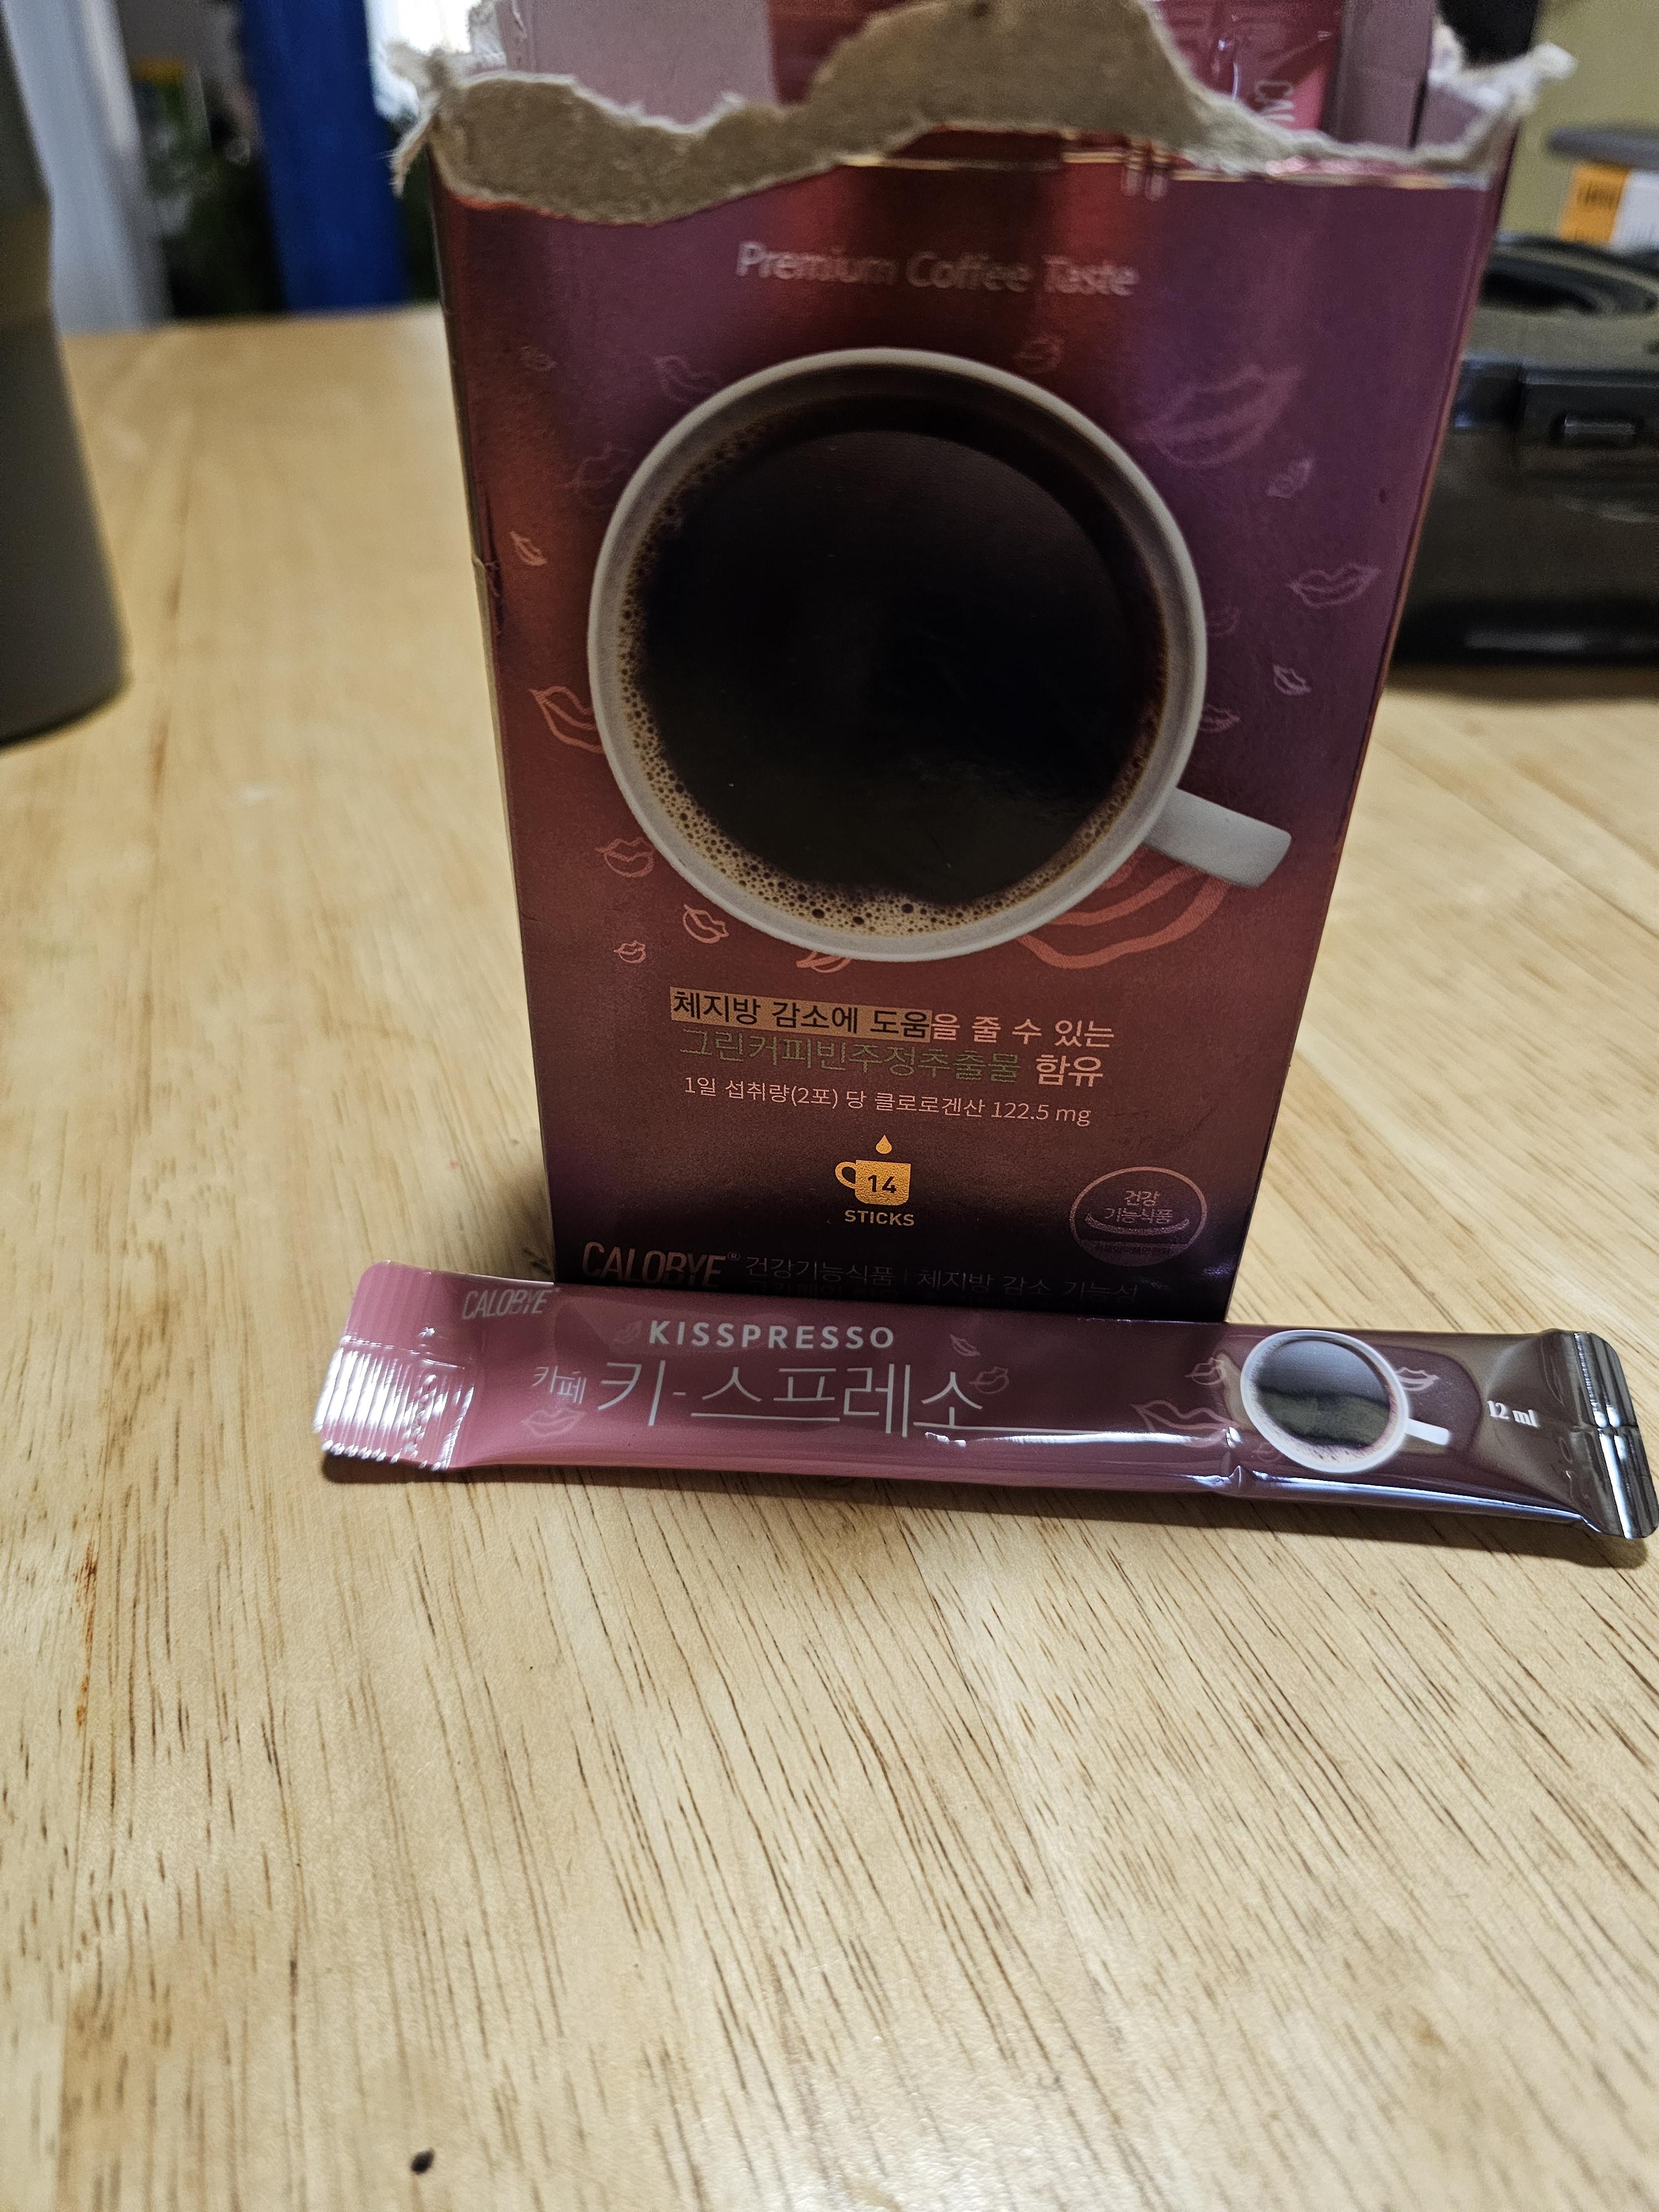 Premium Coffee Taste
체지방 감소에 도움을 줄 수 있는
그린커피빈주정추출물 함유
1일 섭취량(2포) 당 클로로겐산 122.5 mg
14
STICKS
건강
기능식품
CALOBYE® 건강기능식품 | 체지방 감소 기능성
CALOBYE
KISSPRESSO
카페 키-스프레소
12 ml